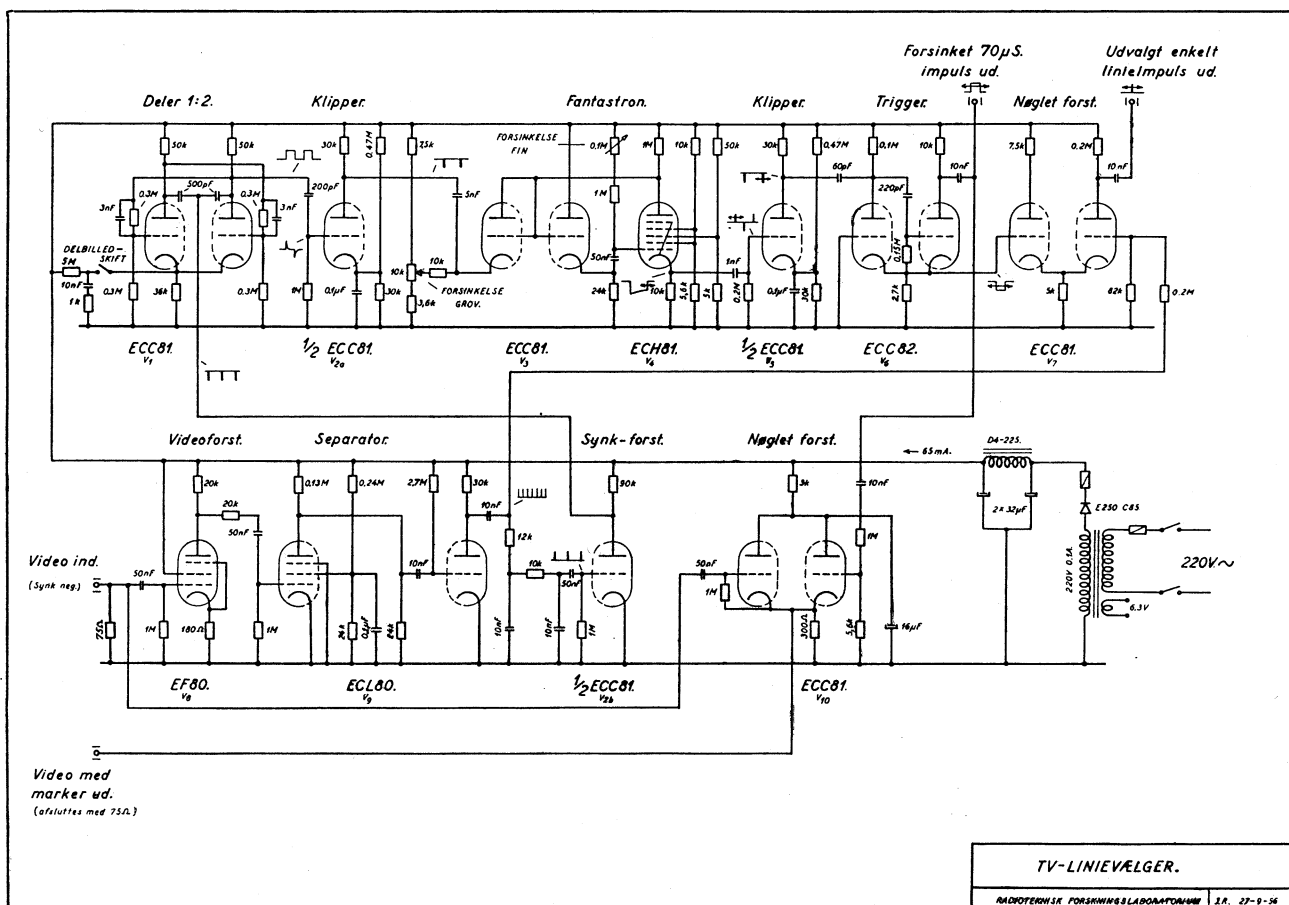 Forsinket 70µS.
impuls ud.
Udvalgt enkelt
linieimpuls ud.
Deler 1:2.
Klipper.
Fantastron.
Klipper.
Trigger.
Nøglet forst.
50k
50k
30k
0,47M
7,5k
FORSINKELSE
FIN
0,1M
1M
10k
50k
30k
0,47M
0,1M
10k
7,5k
0.2M
0.3M
500pF
0.3M
200pF
5nF
1M
60pF
220pF
10nF
10nF
3nF
3nF
DELBILLED-
SKIFT
5M
10nF
1k
0.3M
36k
0.3M
1M
0,1µF
30k
10k
10k
3,6k
FORSINKELSE
GROV.
50nF
24k
10k
5,6k
5k
1nF
0.2M
0,1µF
30k
0,15M
27k
5k
82k
0.2M
ECC81.
V1
1/2 ECC81.
V2a
ECC81.
V3
ECH81.
V4
1/2 ECC81.
ECC82.
V6
ECC81.
V7
Videoforst.
Separator.
Synk-forst.
Nøglet forst.
← 65mA.
D4-225.
20k
20k
50nF
0,13M
0,24M
2,7M
30k
10nF
90k
3k
10nF
2 x 32µF
E250 C85
12k
10k
50nF
Video ind.
(Synk neg.)
50nF
10nF
50nF
1M
1M
220V 0.1A.
220V~
6.3V
75Ω
1M
180Ω
1M
24k
0,1µF
10nF
10nF
1M
300Ω
5,6k
16µF
EF80.
V8
ECL80.
V9
1/2 ECC81.
V2b
ECC81.
V10
Video med
marker ud.
(afsluttes med 75Ω)
TV-LINIEVÆLGER.
RADIOTEKNISK FORSKNINGSLABORATORIUM
27-9-56